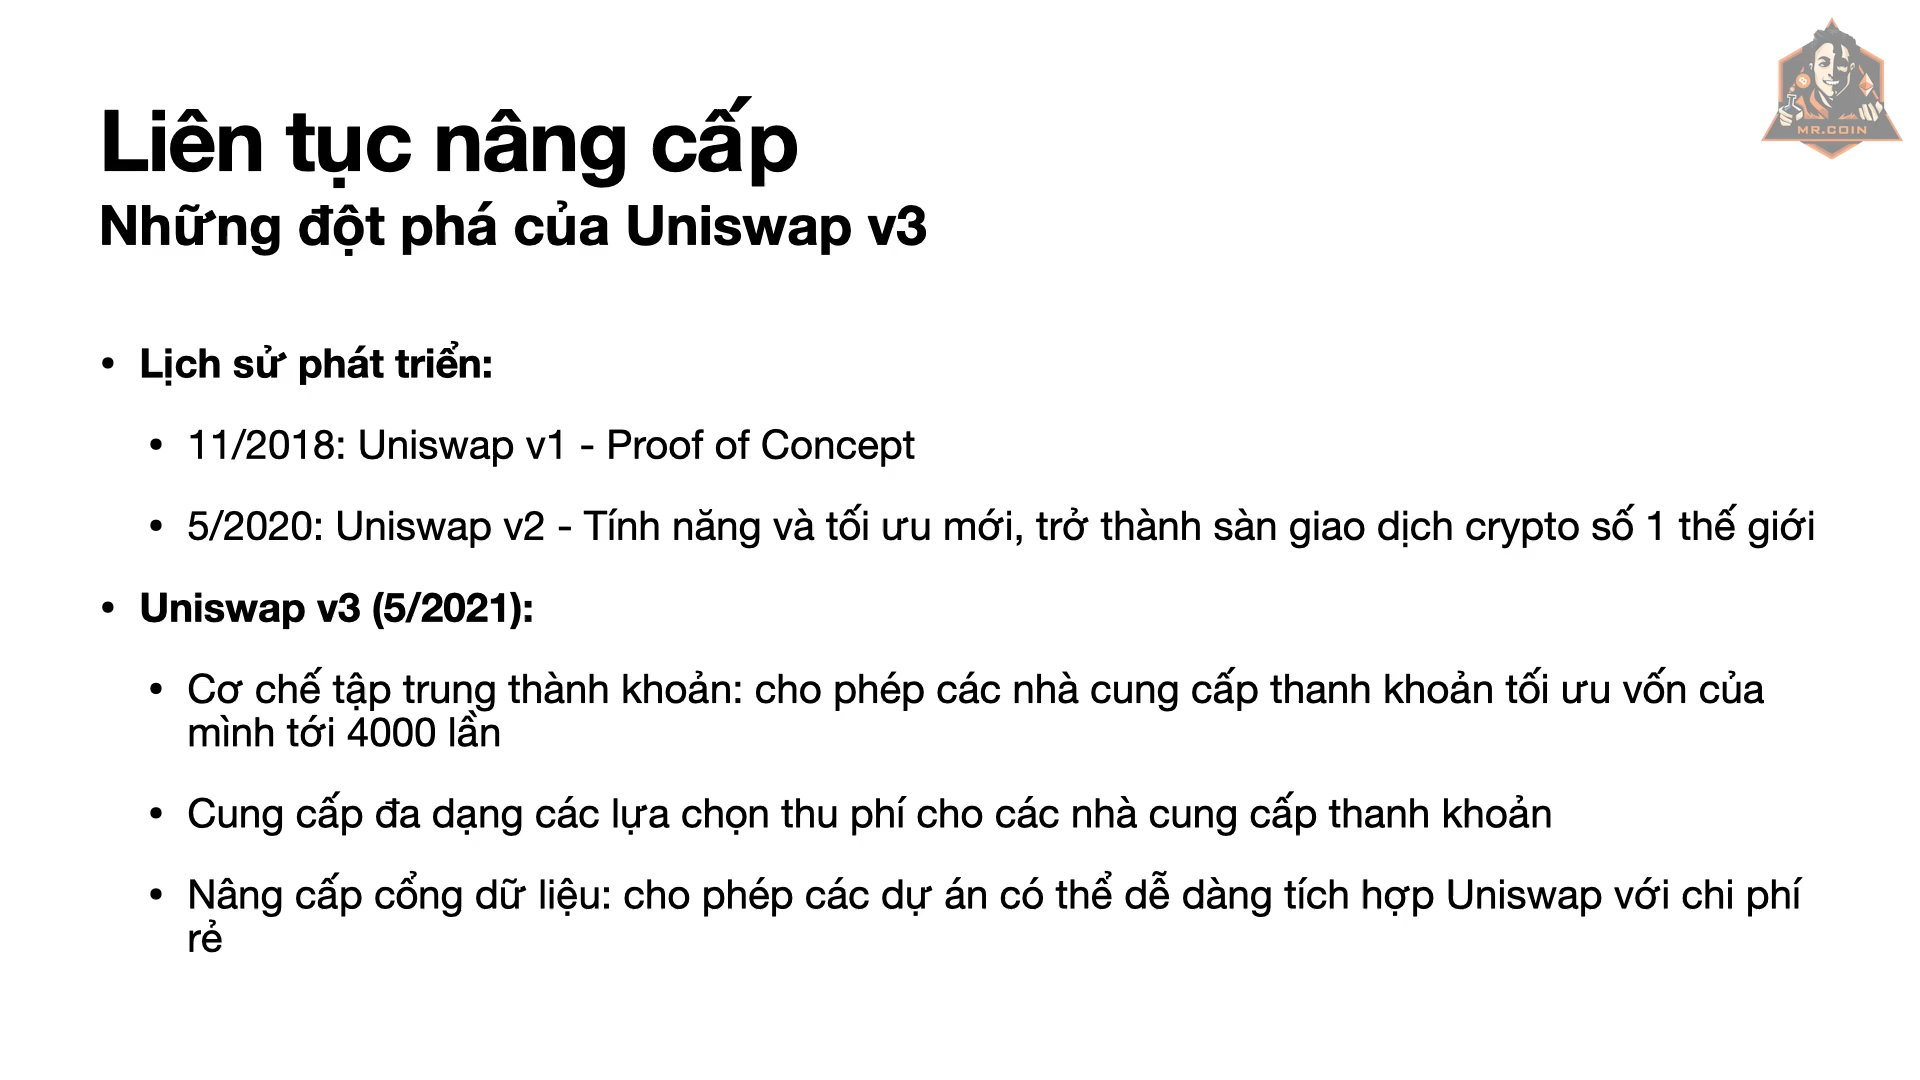 MR.COIN
Liên tục nâng cấp
Những đột phá của Uniswap v3
• Lịch sử phát triển:
• 11/2018: Uniswap v1 - Proof of Concept
• 5/2020: Uniswap v2 - Tính năng và tối ưu mới, trở thành sàn giao dịch crypto số 1 thế giới
• Uniswap v3 (5/2021):
• Cơ chế tập trung thành khoản: cho phép các nhà cung cấp thanh khoản tối ưu vốn của
mình tới 4000 lần
• Cung cấp đa dạng các lựa chọn thu phí cho các nhà cung cấp thanh khoản
• Nâng cấp cổng dữ liệu: cho phép các dự án có thể dễ dàng tích hợp Uniswap với chi phí
rẻ